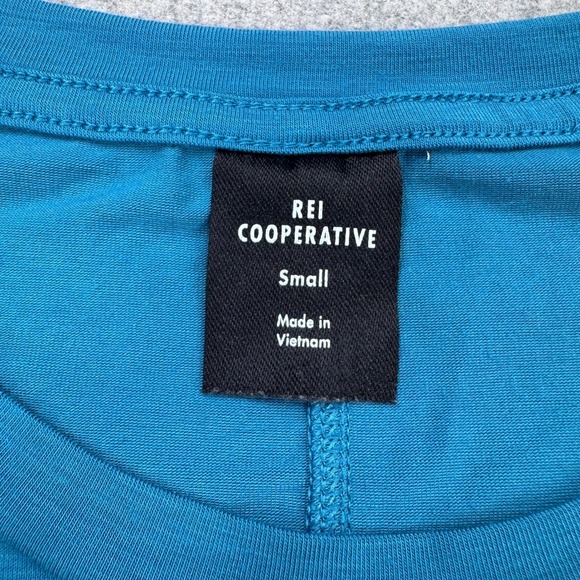 REI
COOPERATIVE
Small
Made in
Vietnam